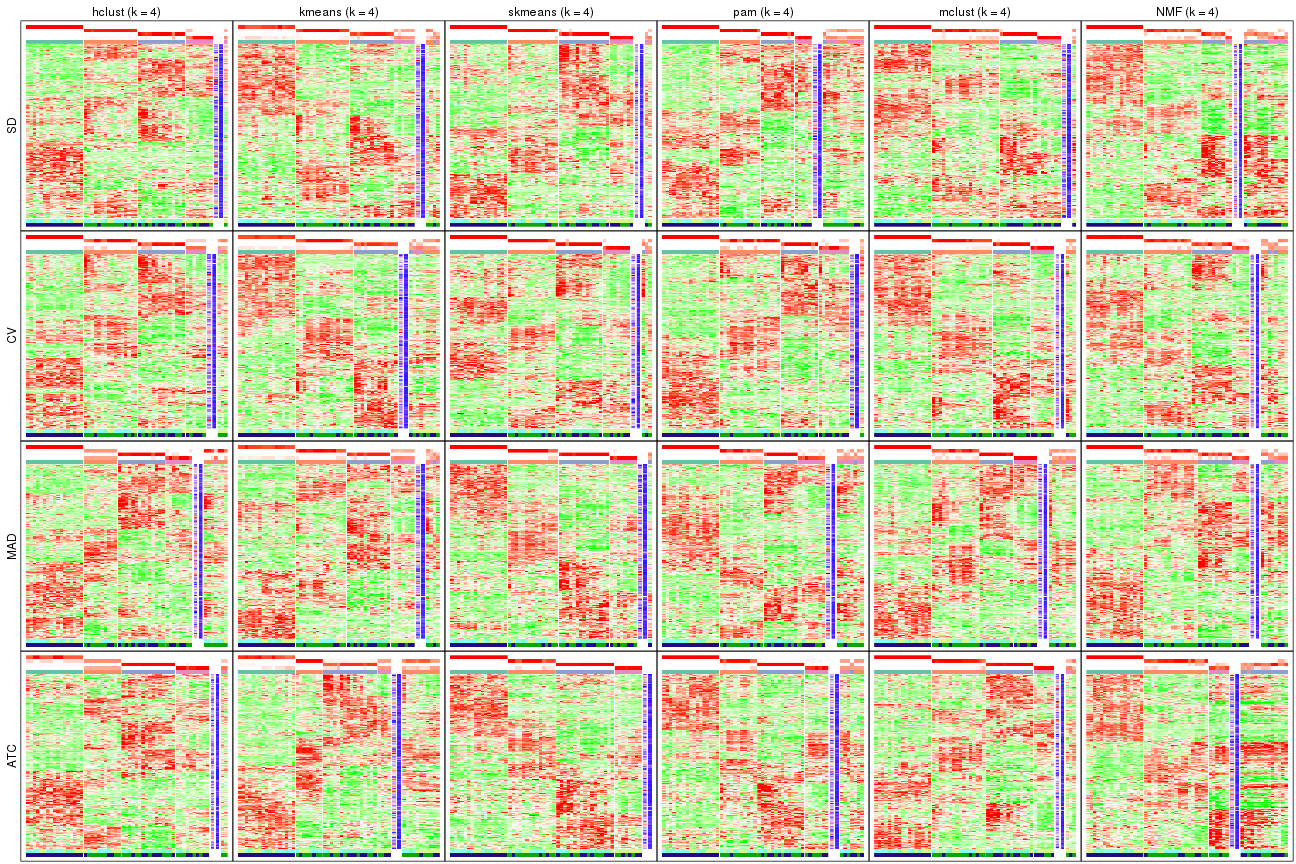 hclust (k = 4) kmeans (k = 4) skmeans (k = 4) pam (k = 4) mclust (k = 4) NMF (k = 4)
SD
CV
MAD
ATC